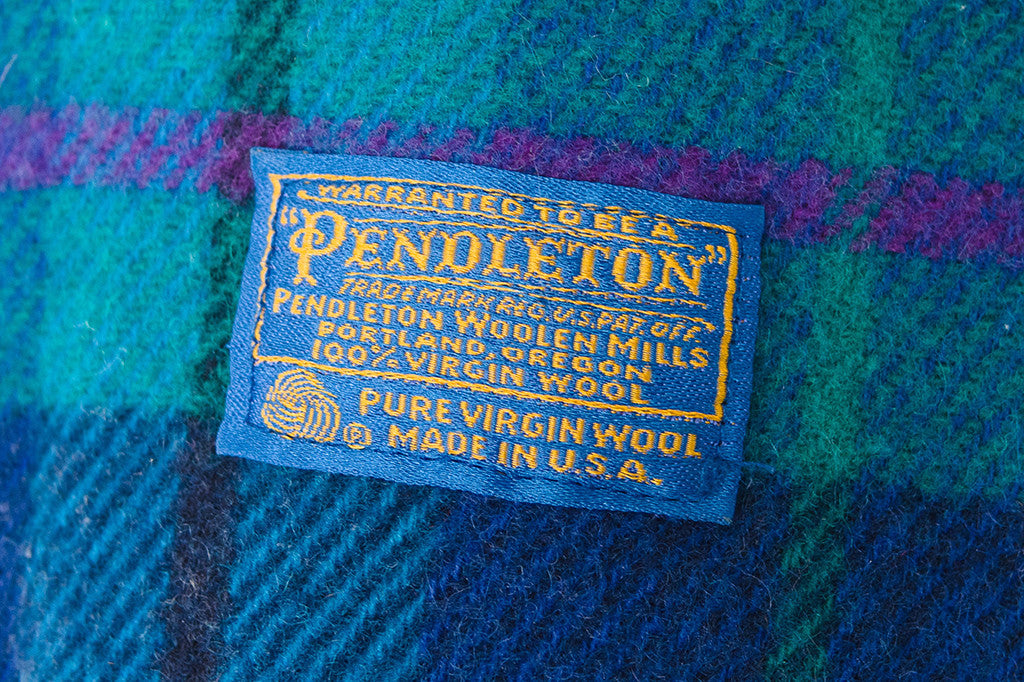 WARRANTED TO BE A
"PENDLETON"
TRADE MARK REG. U.S. PAT. OFF.
PENDLETON WOOLEN MILLS
PORTLAND, OREGON
100% VIRGIN WOOL
PURE VIRGIN WOOL
® MADE IN U.S.A.